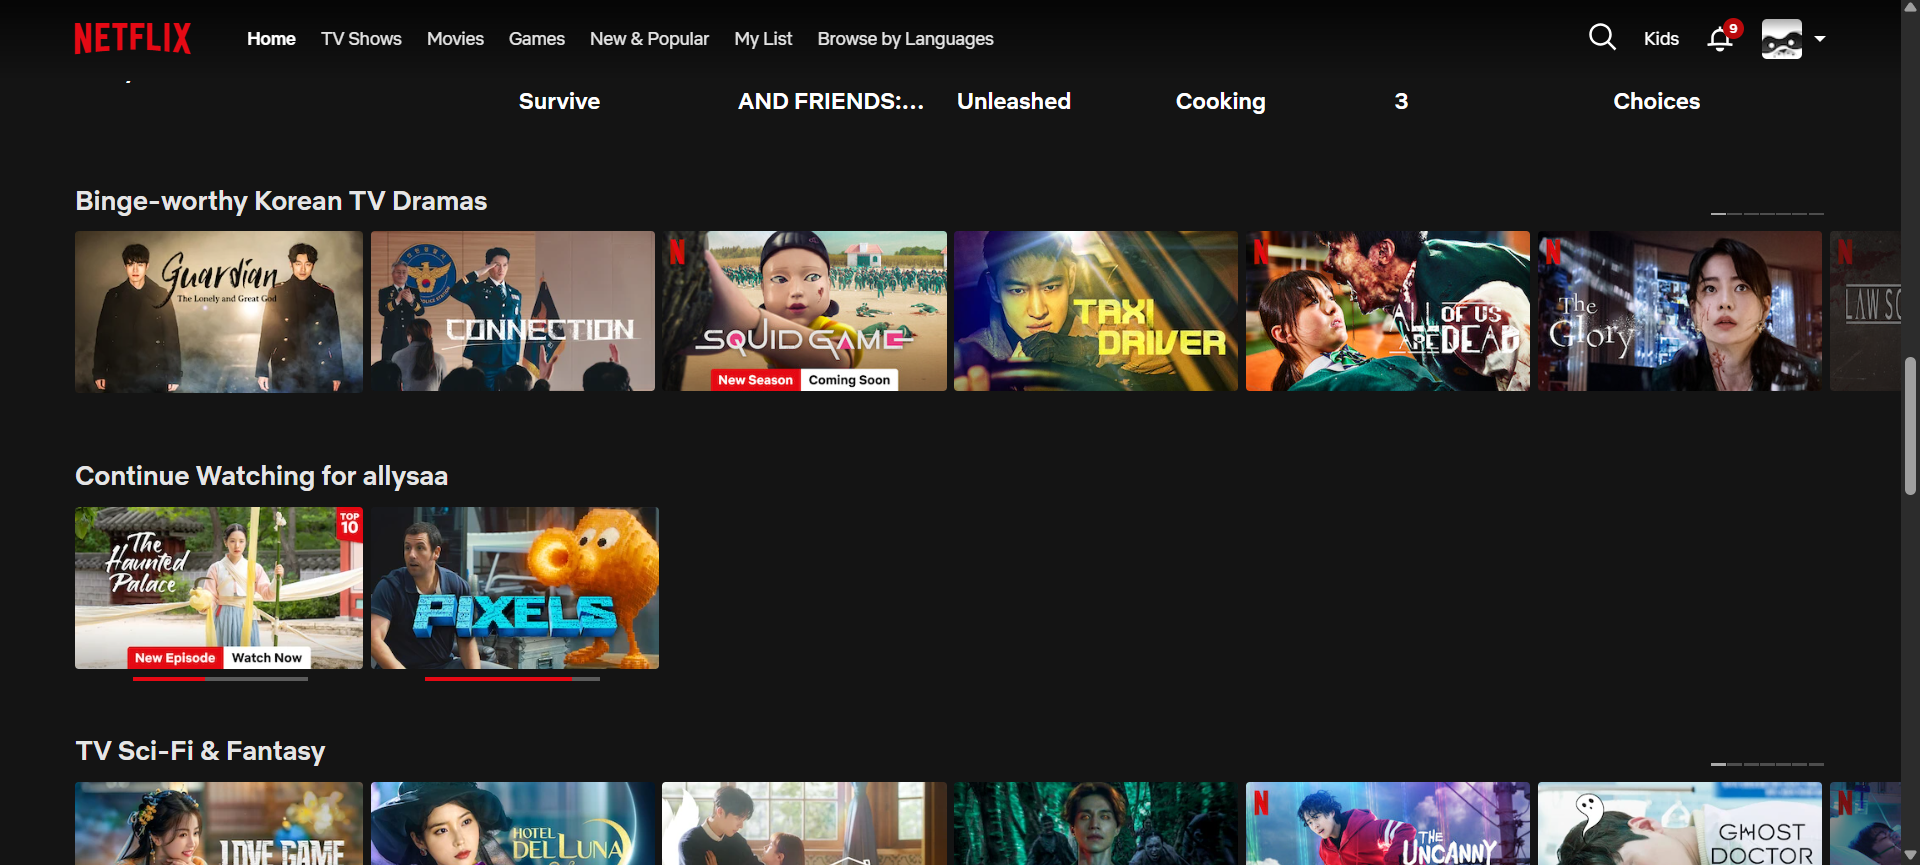 NETFLIX
Home TV Shows Movies Games New & Popular My List Browse by Languages
Kids
9
Survive AND FRIENDS:... Unleashed Cooking 3 Choices
Binge-worthy Korean TV Dramas
Guardian
The Lonely and Great God
CONNECTION
N
SQUID GAME
New Season Coming Soon
TAXI
DRIVER
N
ALL OF US
ARE DEAD
N
The
Glory
N
LAW
Continue Watching for allysaa
The
Haunted
Palace
TOP
10
New Episode Watch Now
PIXELS
TV Sci-Fi & Fantasy
LOVE GAME
HOTEL
DEL LUNA
N
THE
UNCANNY
GHOST
DOCTOR
N